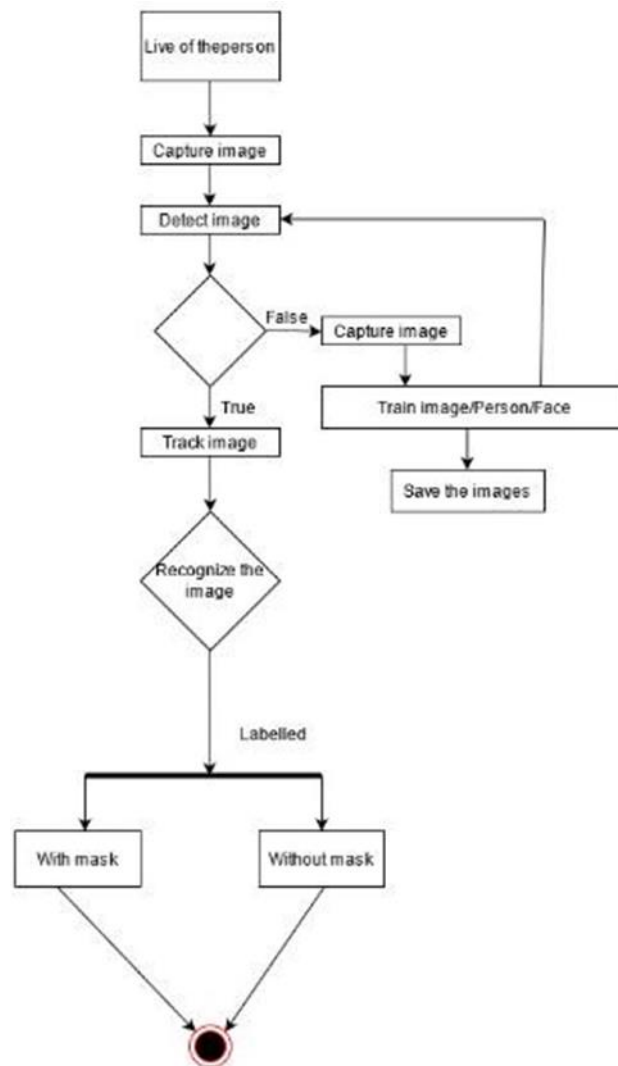 Live of theperson
Capture image
Detect image
False
Capture image
Train image/Person/Face
Save the images
True
Track image
Recognize the
image
Labelled
With mask
Without mask